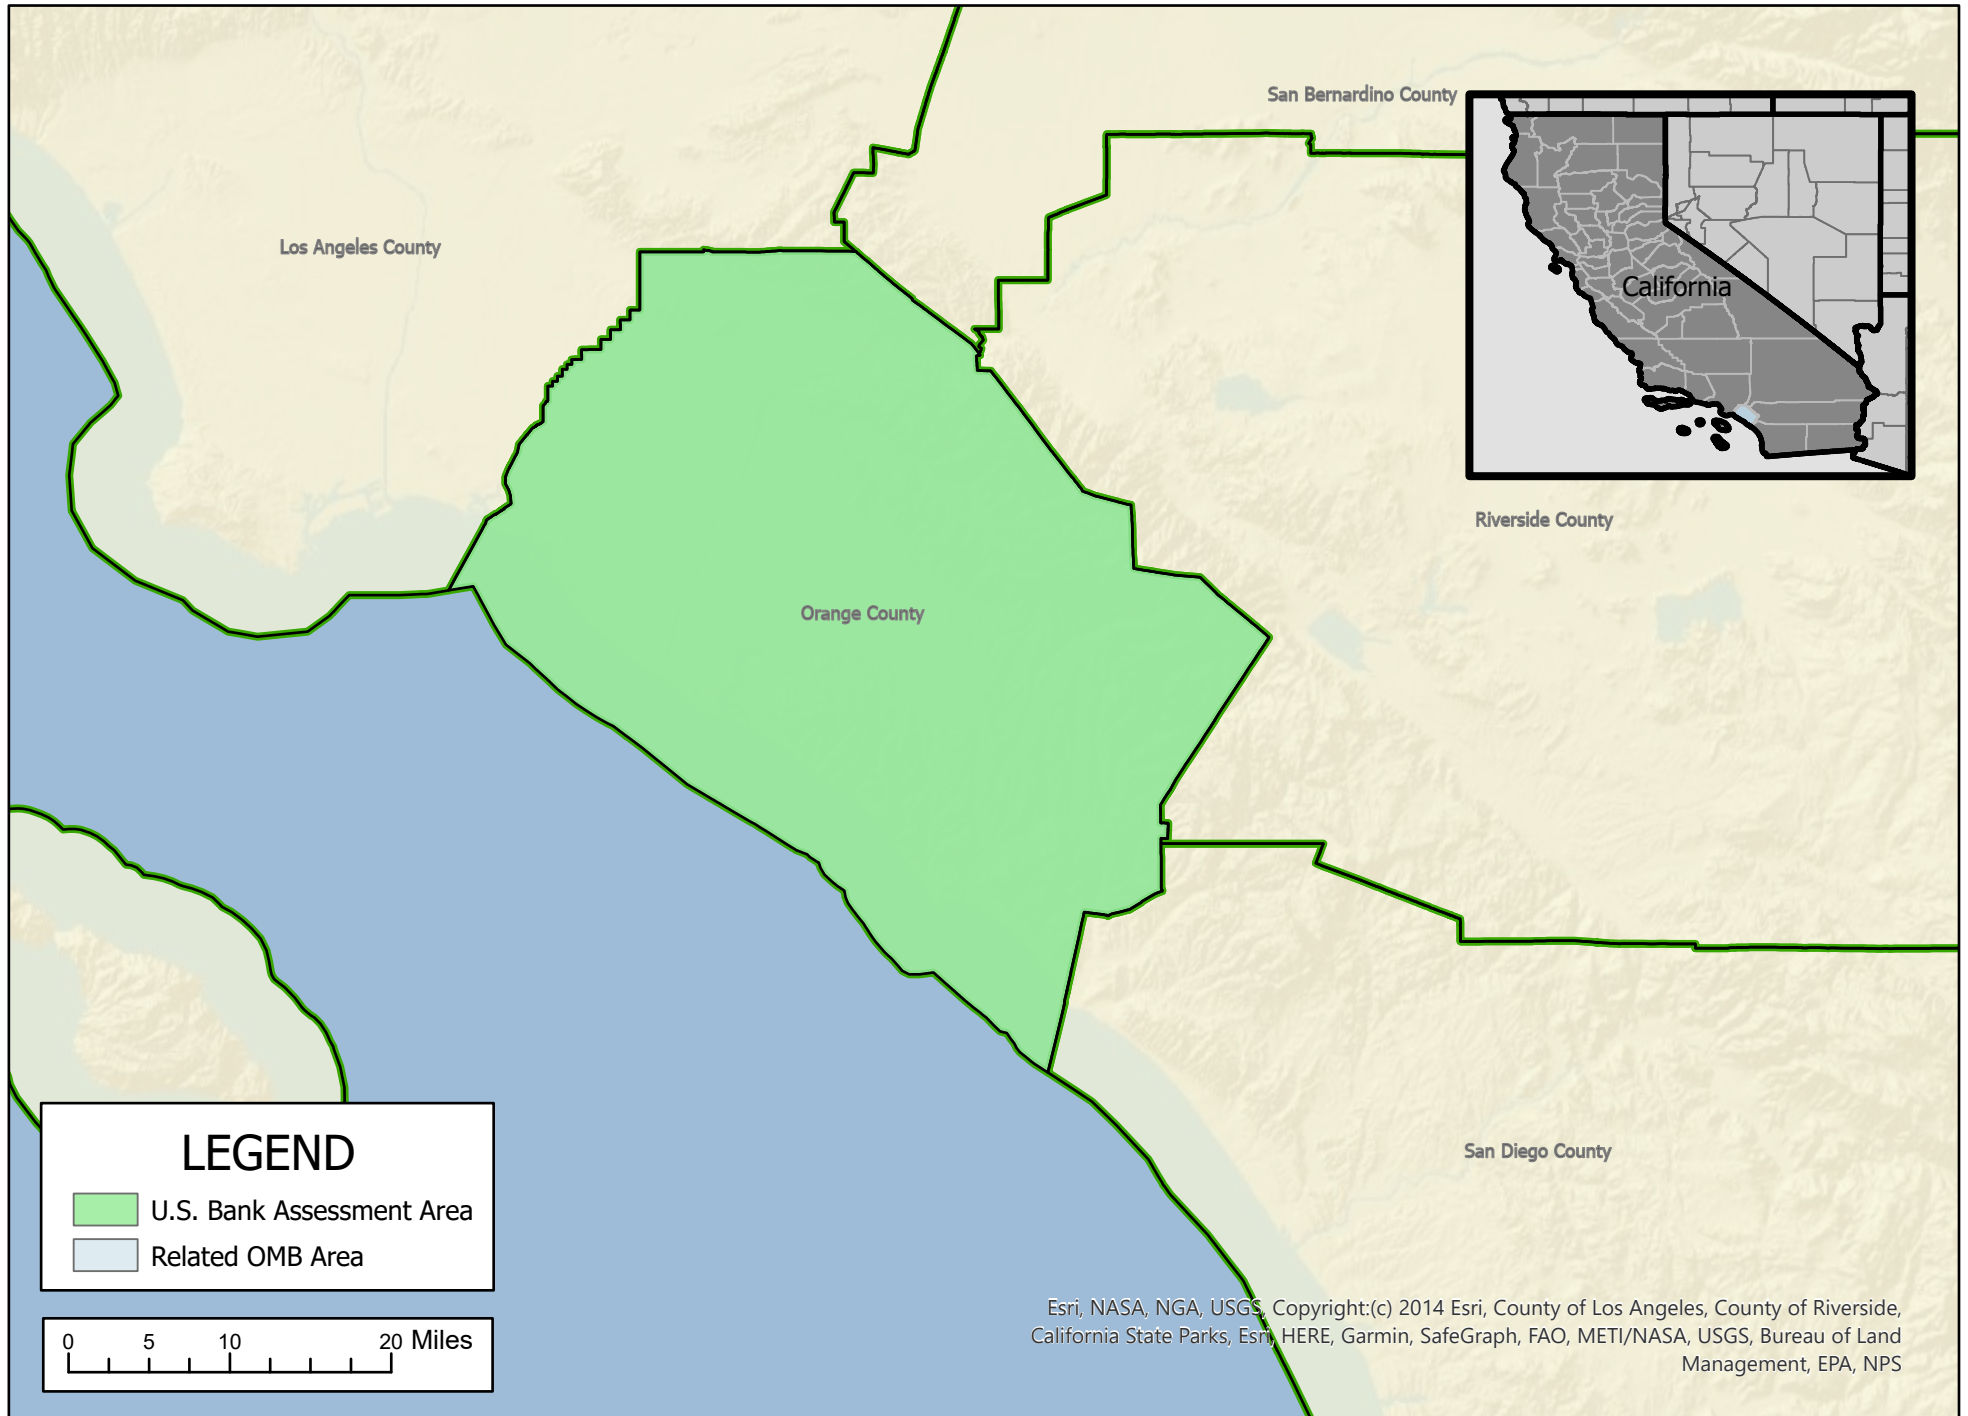 San Bernardino County
Los Angeles County
California
Riverside County
Orange County
San Diego County
LEGEND
U.S. Bank Assessment Area
Related OMB Area
0 5 10 20 Miles
Esri, NASA, NGA, USGS, Copyright:(c) 2014 Esri, County of Los Angeles, County of Riverside,
California State Parks, Esri, HERE, Garmin, SafeGraph, FAO, METI/NASA, USGS, Bureau of Land
Management, EPA, NPS